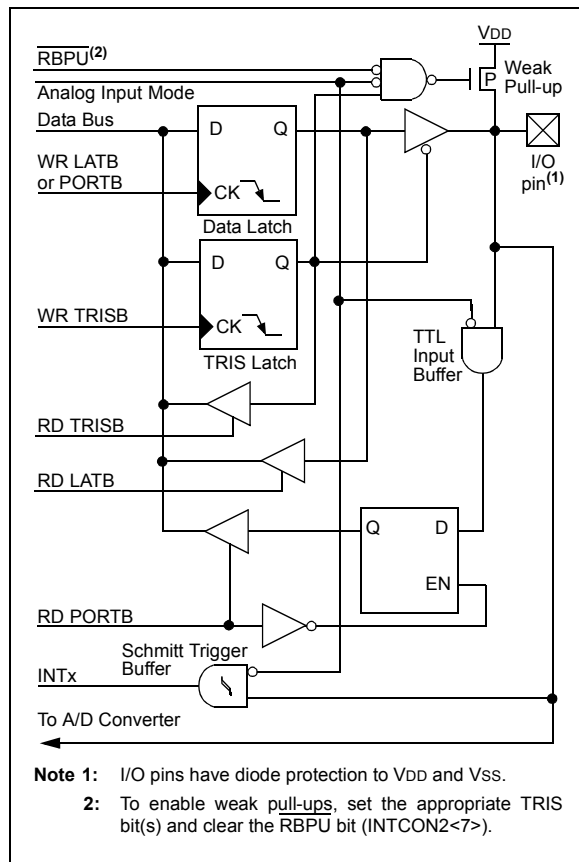 RBPU(2)
VDD
P
Weak
Pull-up
Analog Input Mode
Data Bus
D
Q
I/O
pin(1)
WR LATB
or PORTB
CK
Data Latch
D
Q
WR TRISB
CK
TTL
Input
Buffer
TRIS Latch
RD TRISB
RD LATB
Q
D
EN
RD PORTB
Schmitt Trigger
Buffer
INTx
To A/D Converter
Note 1: I/O pins have diode protection to VDD and VSS.
2: To enable weak pull-ups, set the appropriate TRIS
bit(s) and clear the RBPU bit (INTCON2<7>).